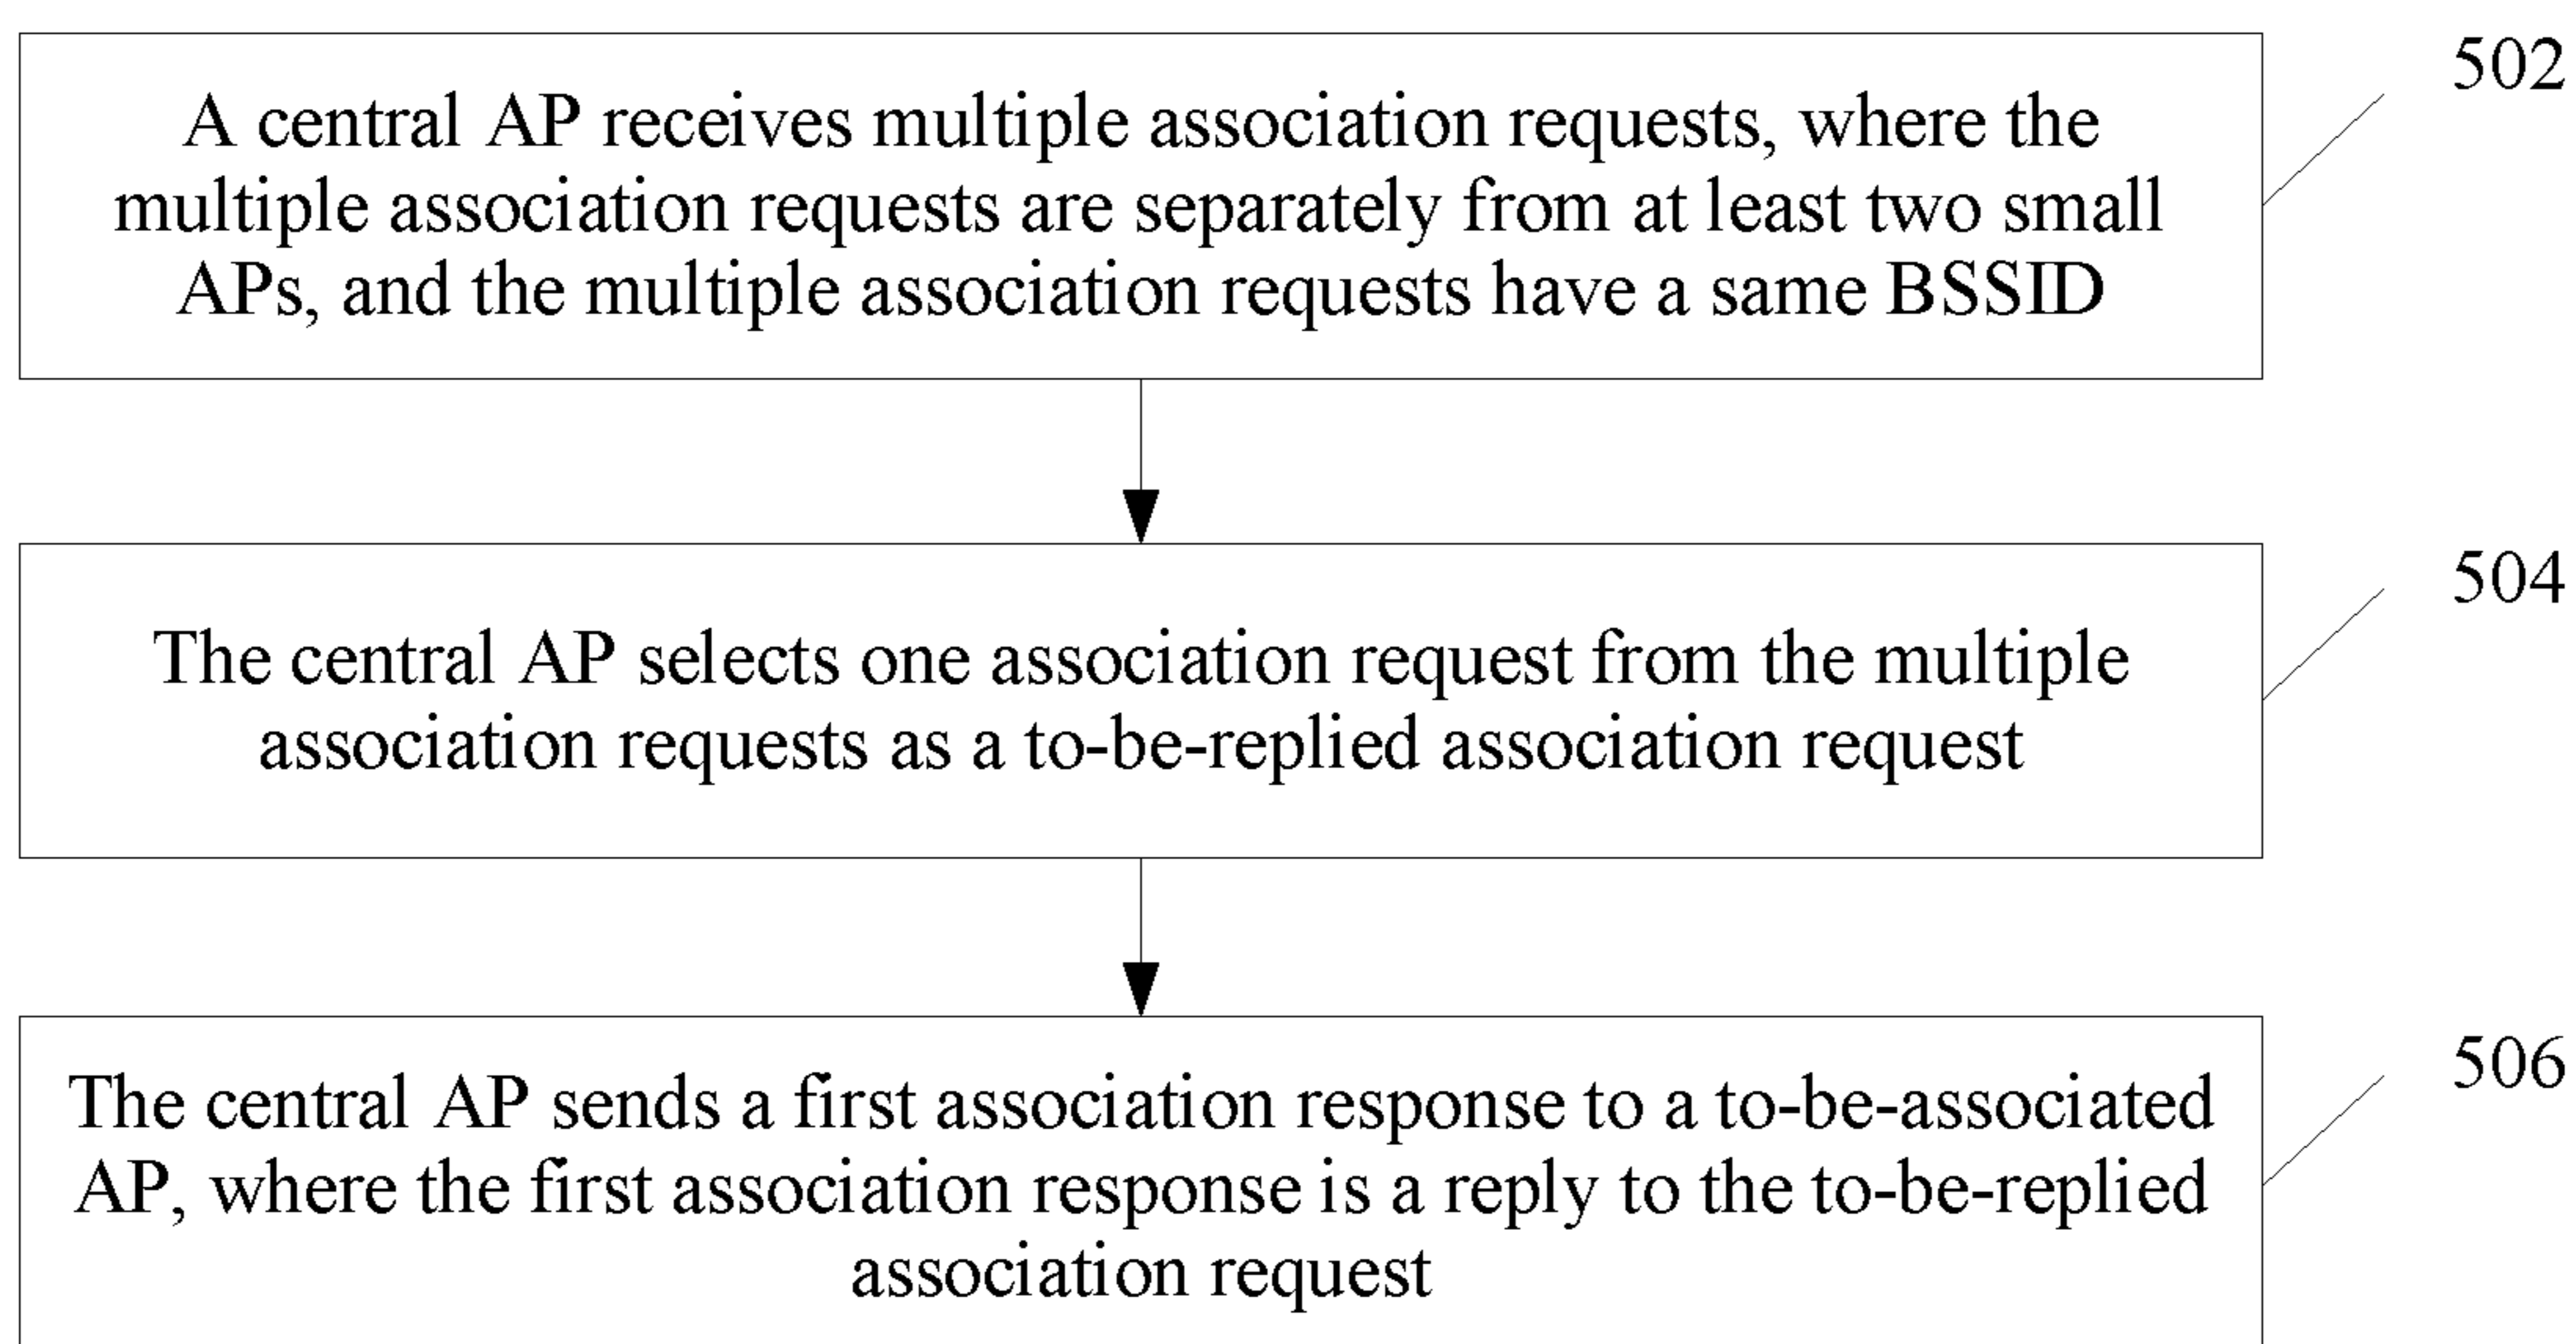 502
A central AP receives multiple association requests, where the
multiple association requests are separately from at least two small
APs, and the multiple association requests have a same BSSID
504
The central AP selects one association request from the multiple
association requests as a to-be-replied association request
506
The central AP sends a first association response to a to-be-associated
AP, where the first association response is a reply to the to-be-replied
association request